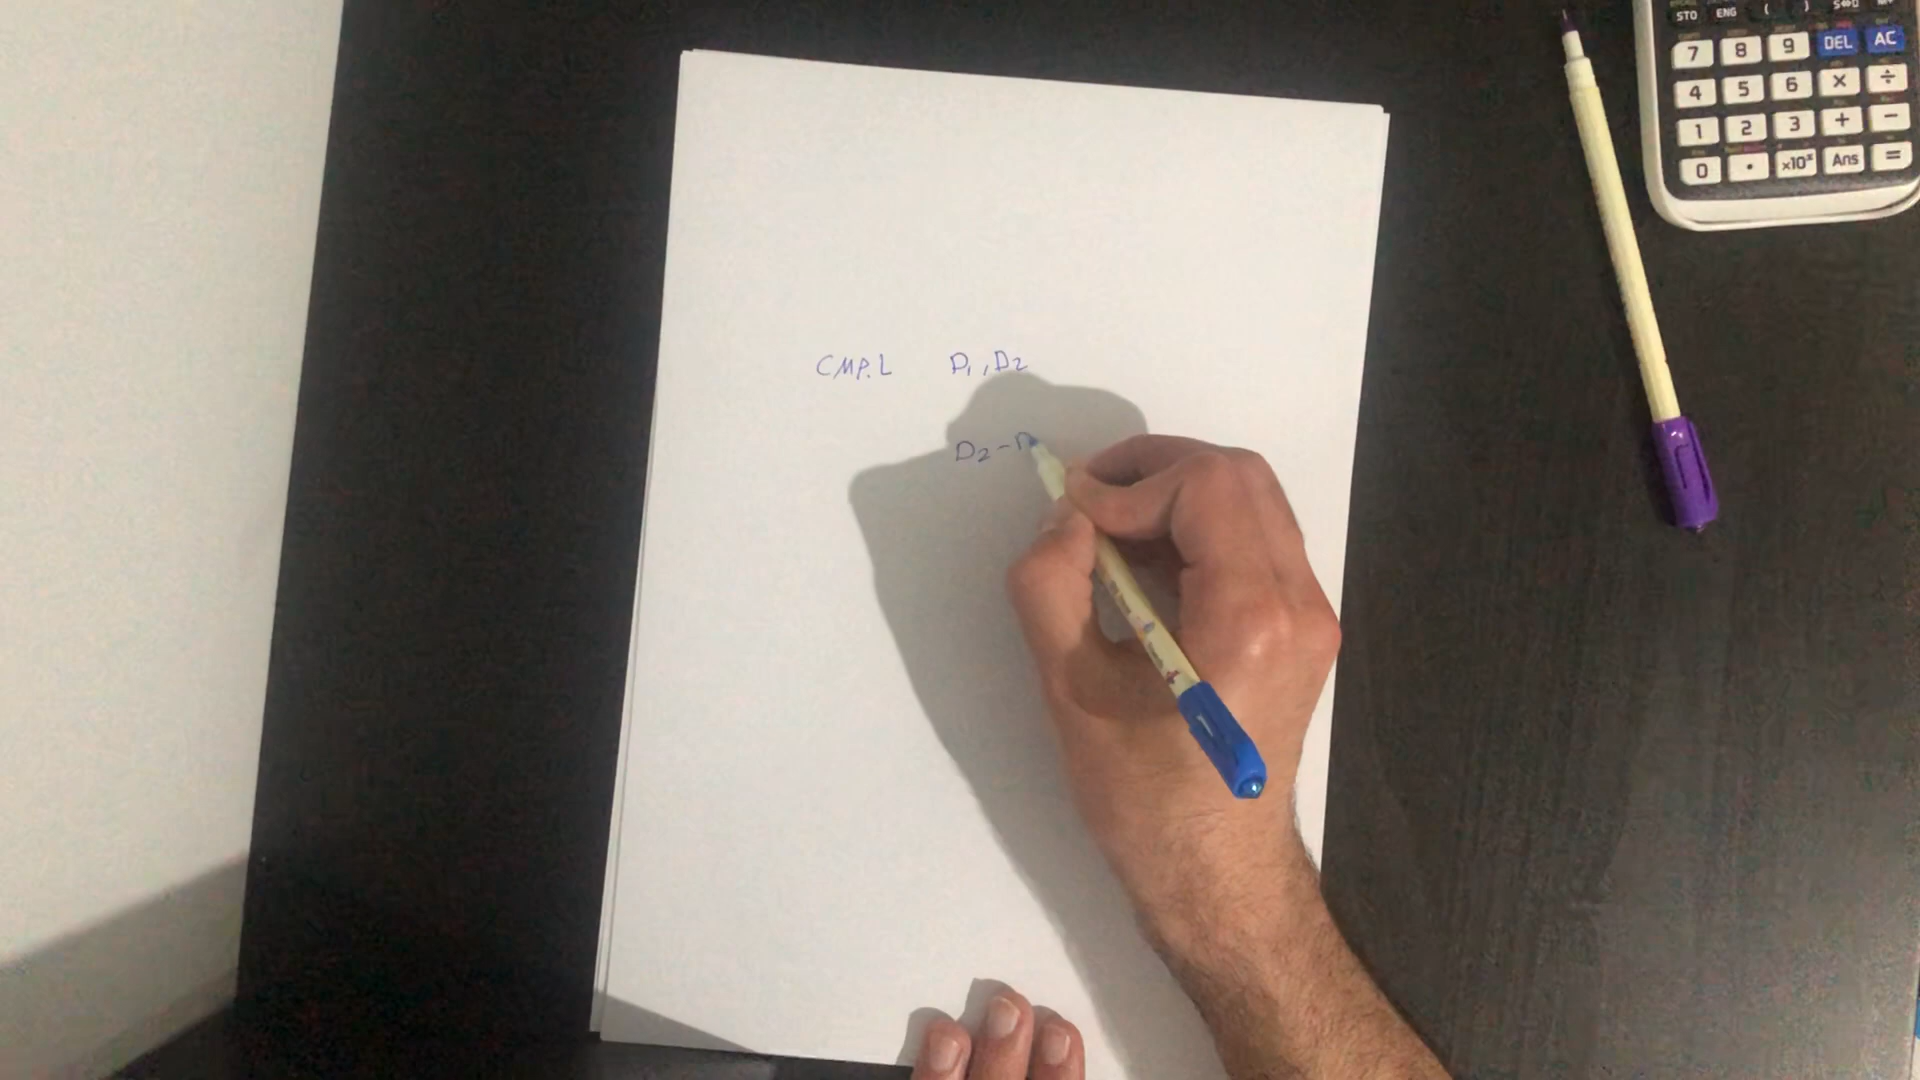 STO ENG ( ) S⇔D M+
7 8 9 DEL AC
4 5 6 × ÷
1 2 3 + −
0 . ×10ˣ Ans =
CMP.L D1,D2
D2-D